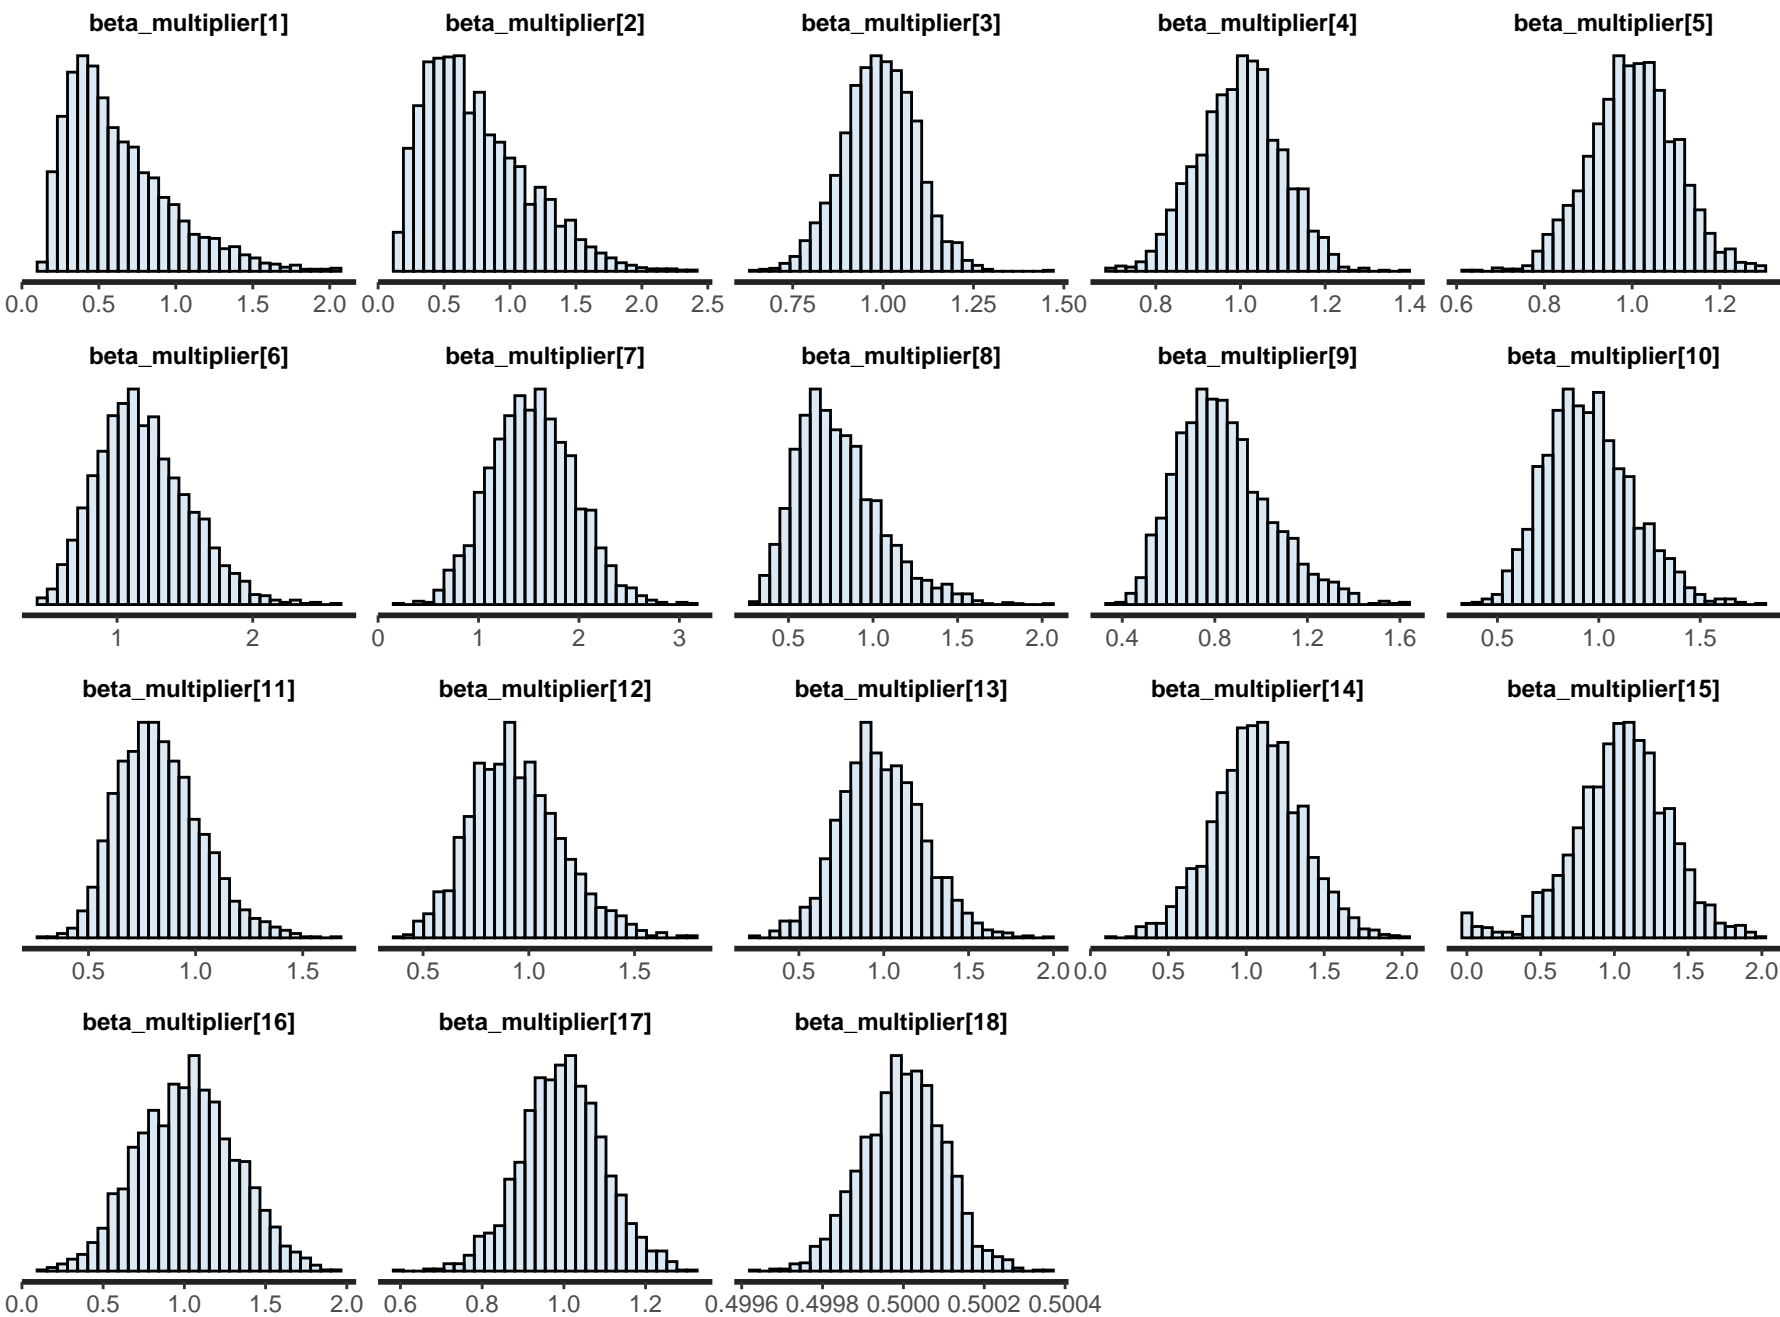 beta_multiplier[1] beta_multiplier[2] beta_multiplier[3] beta_multiplier[4] beta_multiplier[5]
0.0 0.5 1.0 1.5 2.0 0.0 0.5 1.0 1.5 2.0 2.5 0.75 1.00 1.25 1.50 0.8 1.0 1.2 1.4 0.6 0.8 1.0 1.2
beta_multiplier[6] beta_multiplier[7] beta_multiplier[8] beta_multiplier[9] beta_multiplier[10]
1 2 0 1 2 3 0.5 1.0 1.5 2.0 0.4 0.8 1.2 1.6 0.5 1.0 1.5
beta_multiplier[11] beta_multiplier[12] beta_multiplier[13] beta_multiplier[14] beta_multiplier[15]
0.5 1.0 1.5 0.5 1.0 1.5 0.5 1.0 1.5 2.0 0.0 0.5 1.0 1.5 2.0 0.0 0.5 1.0 1.5 2.0
beta_multiplier[16] beta_multiplier[17] beta_multiplier[18]
0.0 0.5 1.0 1.5 2.0 0.6 0.8 1.0 1.2 0.4996 0.4998 0.5000 0.5002 0.5004